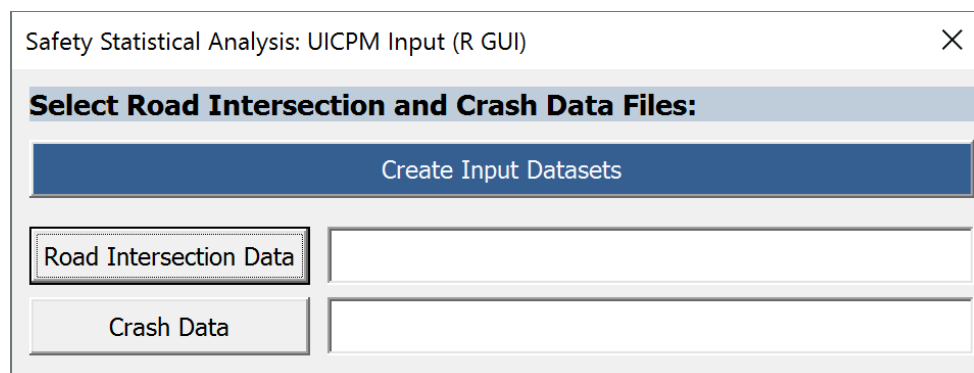 Safety Statistical Analysis: UICPM Input (R GUI)
Select Road Intersection and Crash Data Files:
Create Input Datasets
Road Intersection Data
Crash Data